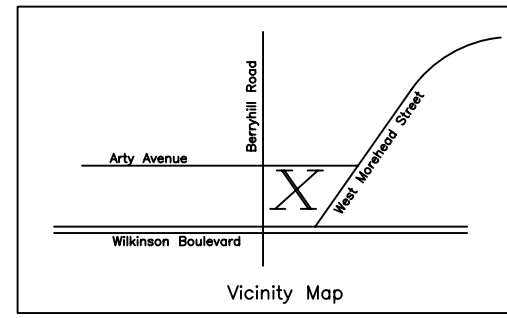 Berryhill Road
West Morehead Street
Arty Avenue
X
Wilkinson Boulevard
Vicinity Map